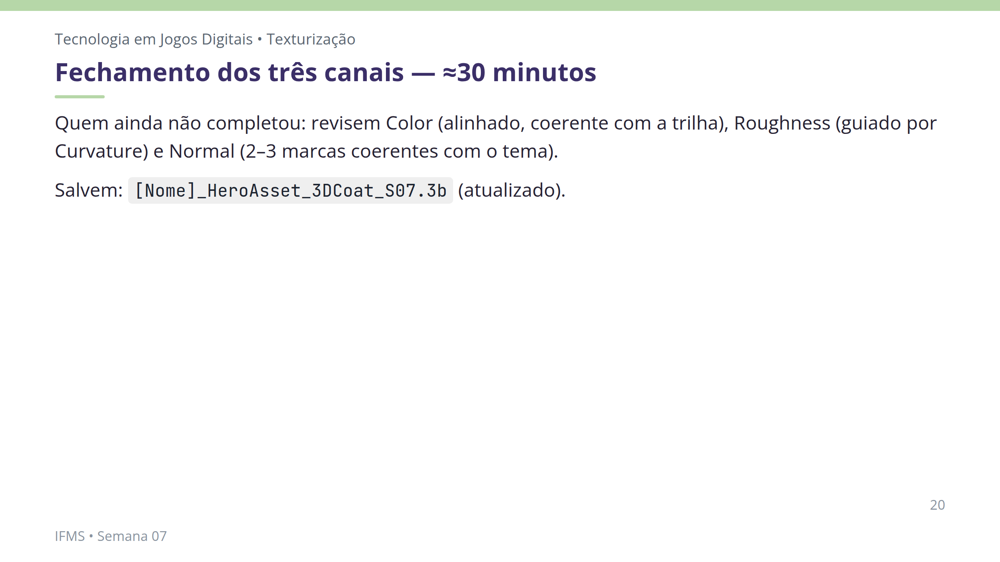 Tecnologia em Jogos Digitais • Texturização
Fechamento dos três canais — ≈30 minutos
Quem ainda não completou: revisem Color (alinhado, coerente com a trilha), Roughness (guiado por
Curvature) e Normal (2–3 marcas coerentes com o tema).
Salvem: [Nome]_HeroAsset_3DCoat_S07.3b (atualizado).
20
IFMS • Semana 07